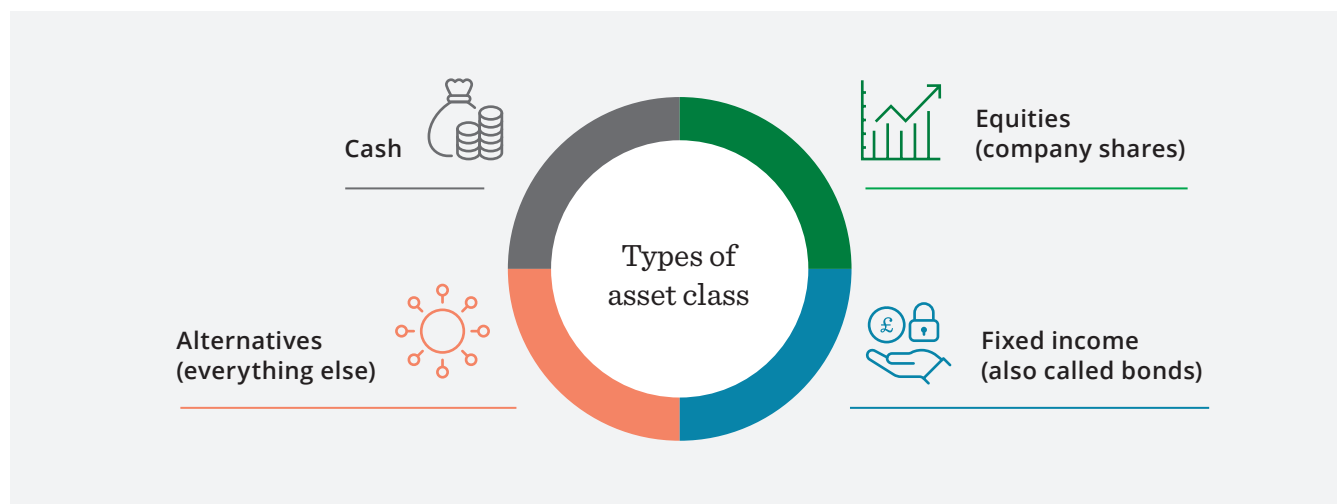 Cash
Equities
(company shares)
Types of
asset class
Alternatives
(everything else)
£
Fixed income
(also called bonds)